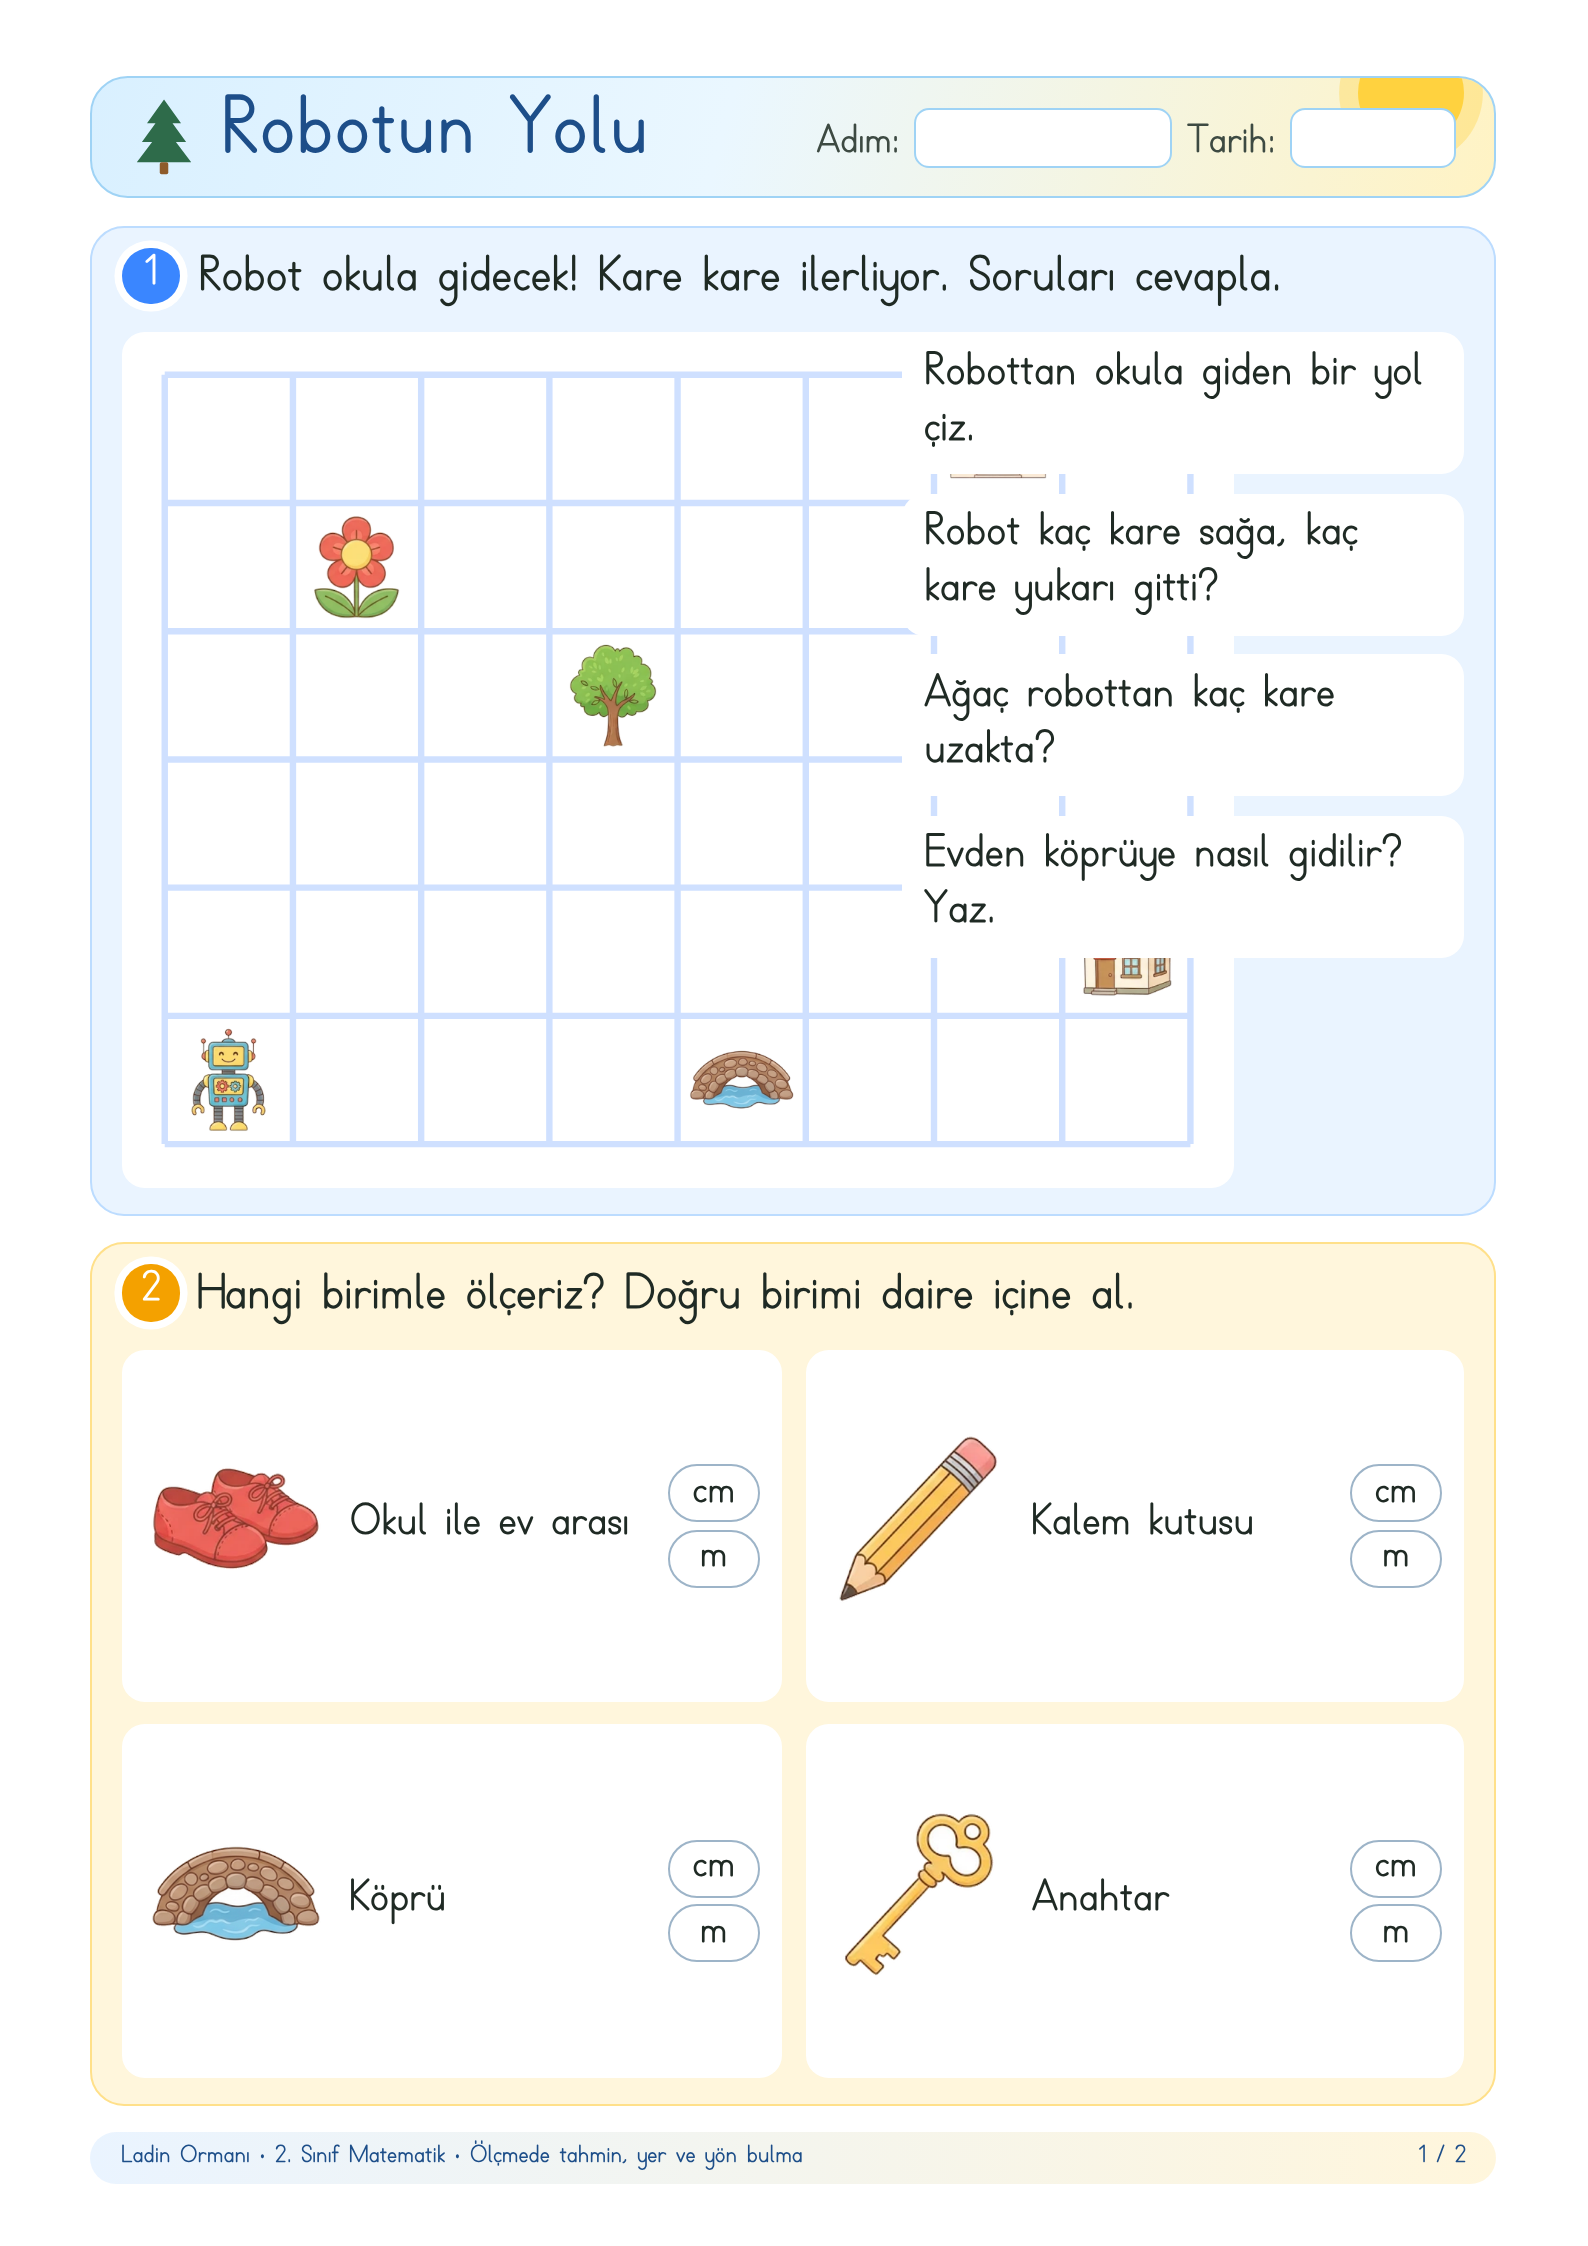 Robotun Yolu
Adım:
Tarih:
1
Robot okula gidecek! Kare kare ilerliyor. Soruları cevapla.
Robottan okula giden bir yol
çiz.
Robot kaç kare sağa, kaç
kare yukarı gitti?
Ağaç robottan kaç kare
uzakta?
Evden köprüye nasıl gidilir?
Yaz.
2
Hangi birimle ölçeriz? Doğru birimi daire içine al.
Okul ile ev arası
cm
m
Kalem kutusu
cm
m
Köprü
cm
m
Anahtar
cm
m
Ladin Ormanı • 2. Sınıf Matematik • Ölçmede tahmin, yer ve yön bulma
1 / 2